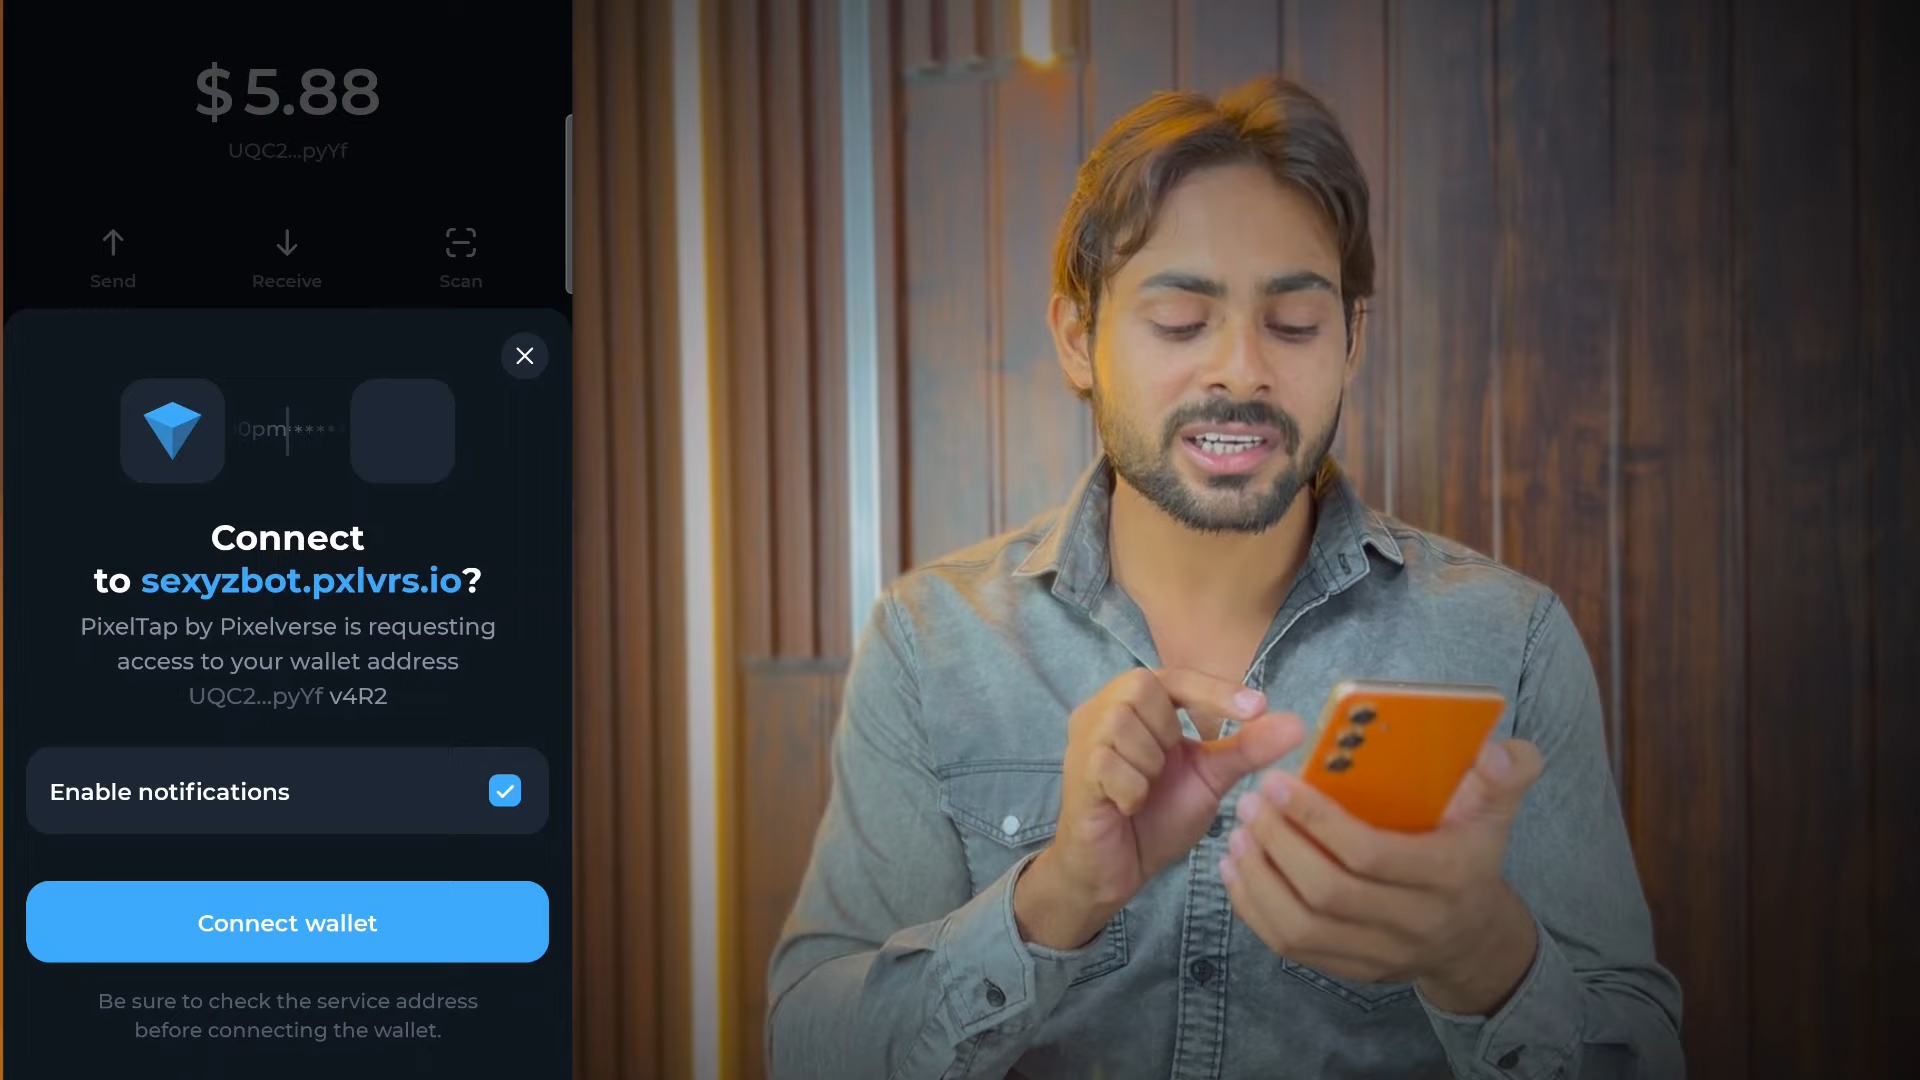 $ 5.88
UQC2...pyYf
Send
Receive
Scan
0pm*****
Connect
to sexyzbot.pxlvrs.io?
PixelTap by Pixelverse is requesting
access to your wallet address
UQC2...pyYf v4R2
Enable notifications
Connect wallet
Be sure to check the service address
before connecting the wallet.